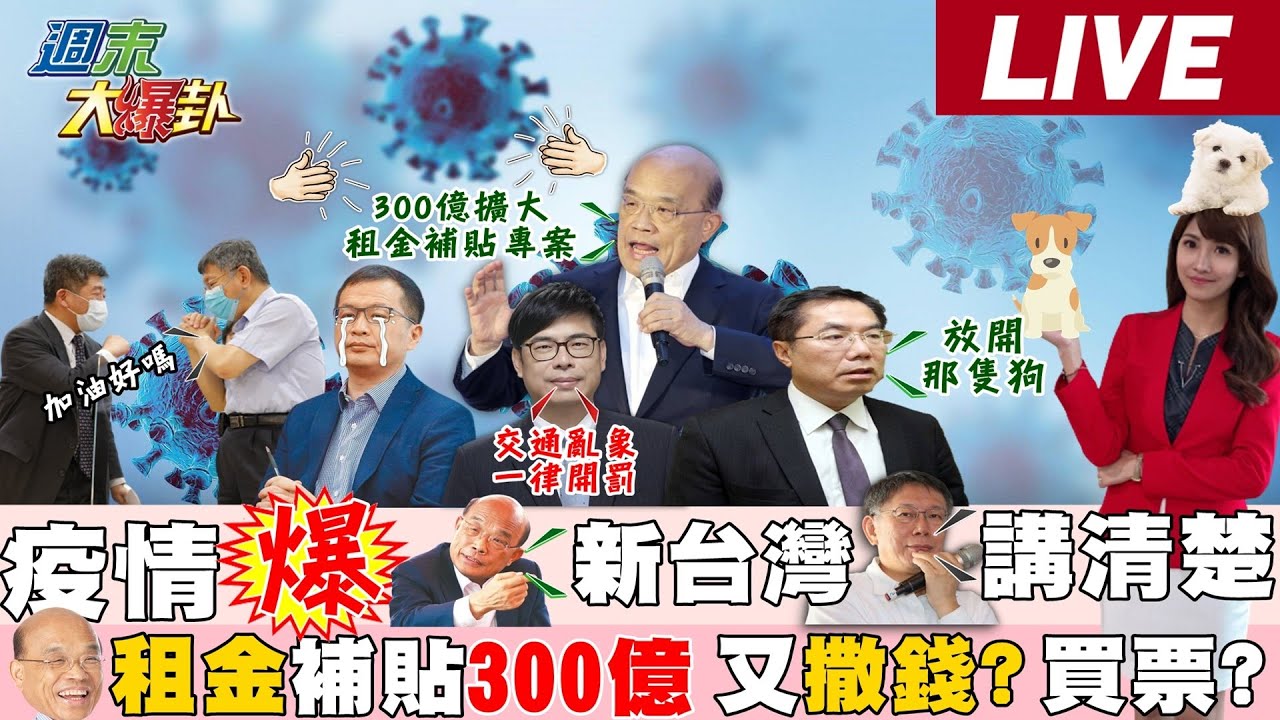 週末
大爆卦
LIVE
300億擴大
租金補貼專案
加油好嗎
放開
那隻狗
交通亂象
一律開罰
疫情爆 新台灣 講清楚
租金補貼300億 又撒錢?買票?